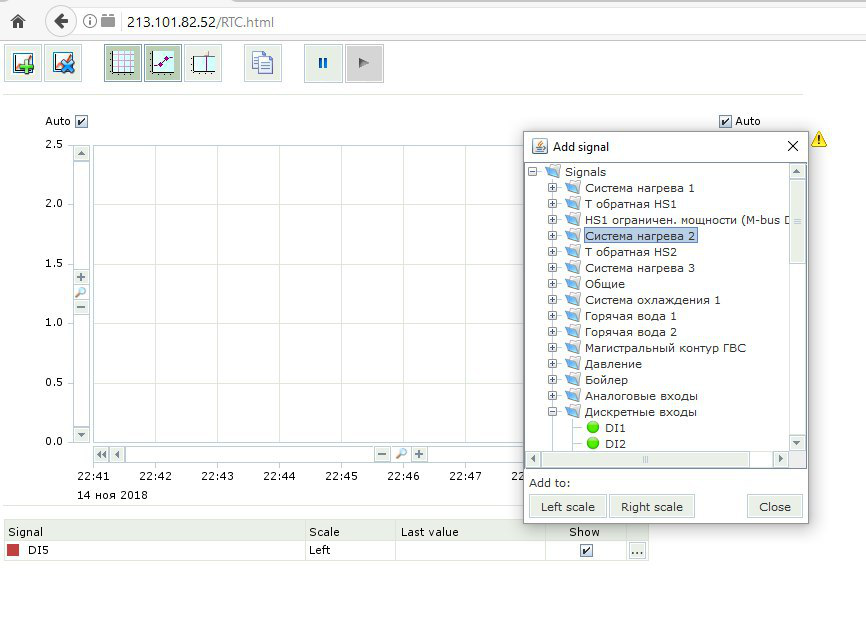 213.101.82.52/RTC.html
Auto
Auto
2.5
2.0
1.5
1.0
0.5
0.0
22:41 22:42 22:43 22:44 22:45 22:46 22:47
14 ноя 2018
Add signal
Signals
Система нагрева 1
Т обратная HS1
HS1 ограничен. мощности (M-bus
Система нагрева 2
Т обратная HS2
Система нагрева 3
Общие
Система охлаждения 1
Горячая вода 1
Горячая вода 2
Магистральный контур ГВС
Давление
Бойлер
Аналоговые входы
Дискретные входы
DI1
DI2
Add to:
Left scale Right scale Close
Signal Scale Last value Show
DI5 Left ...